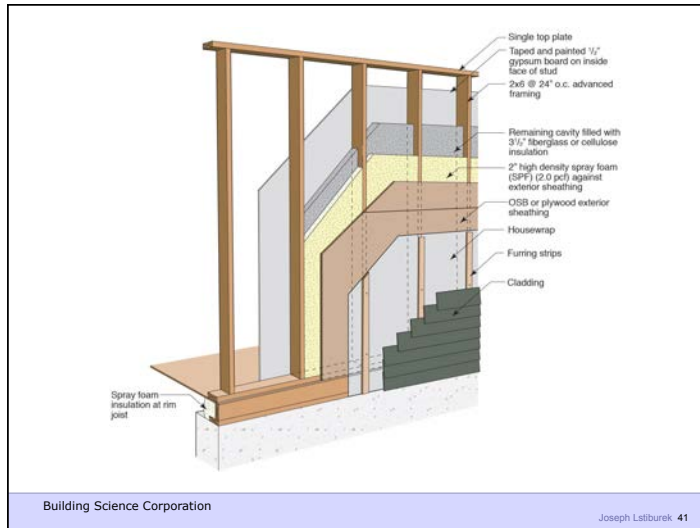 Single top plate
Taped and painted 1/2"
gypsum board on inside
face of stud
2x6 @ 24" o.c. advanced
framing
Remaining cavity filled with
3 1/2" fiberglass or cellulose
insulation
2" high density spray foam
(SPF) (2.0 pcf) against
exterior sheathing
OSB or plywood exterior
sheathing
Housewrap
Furring strips
Cladding
Spray foam
insulation at rim
joist
Building Science Corporation
Joseph Lstiburek 41